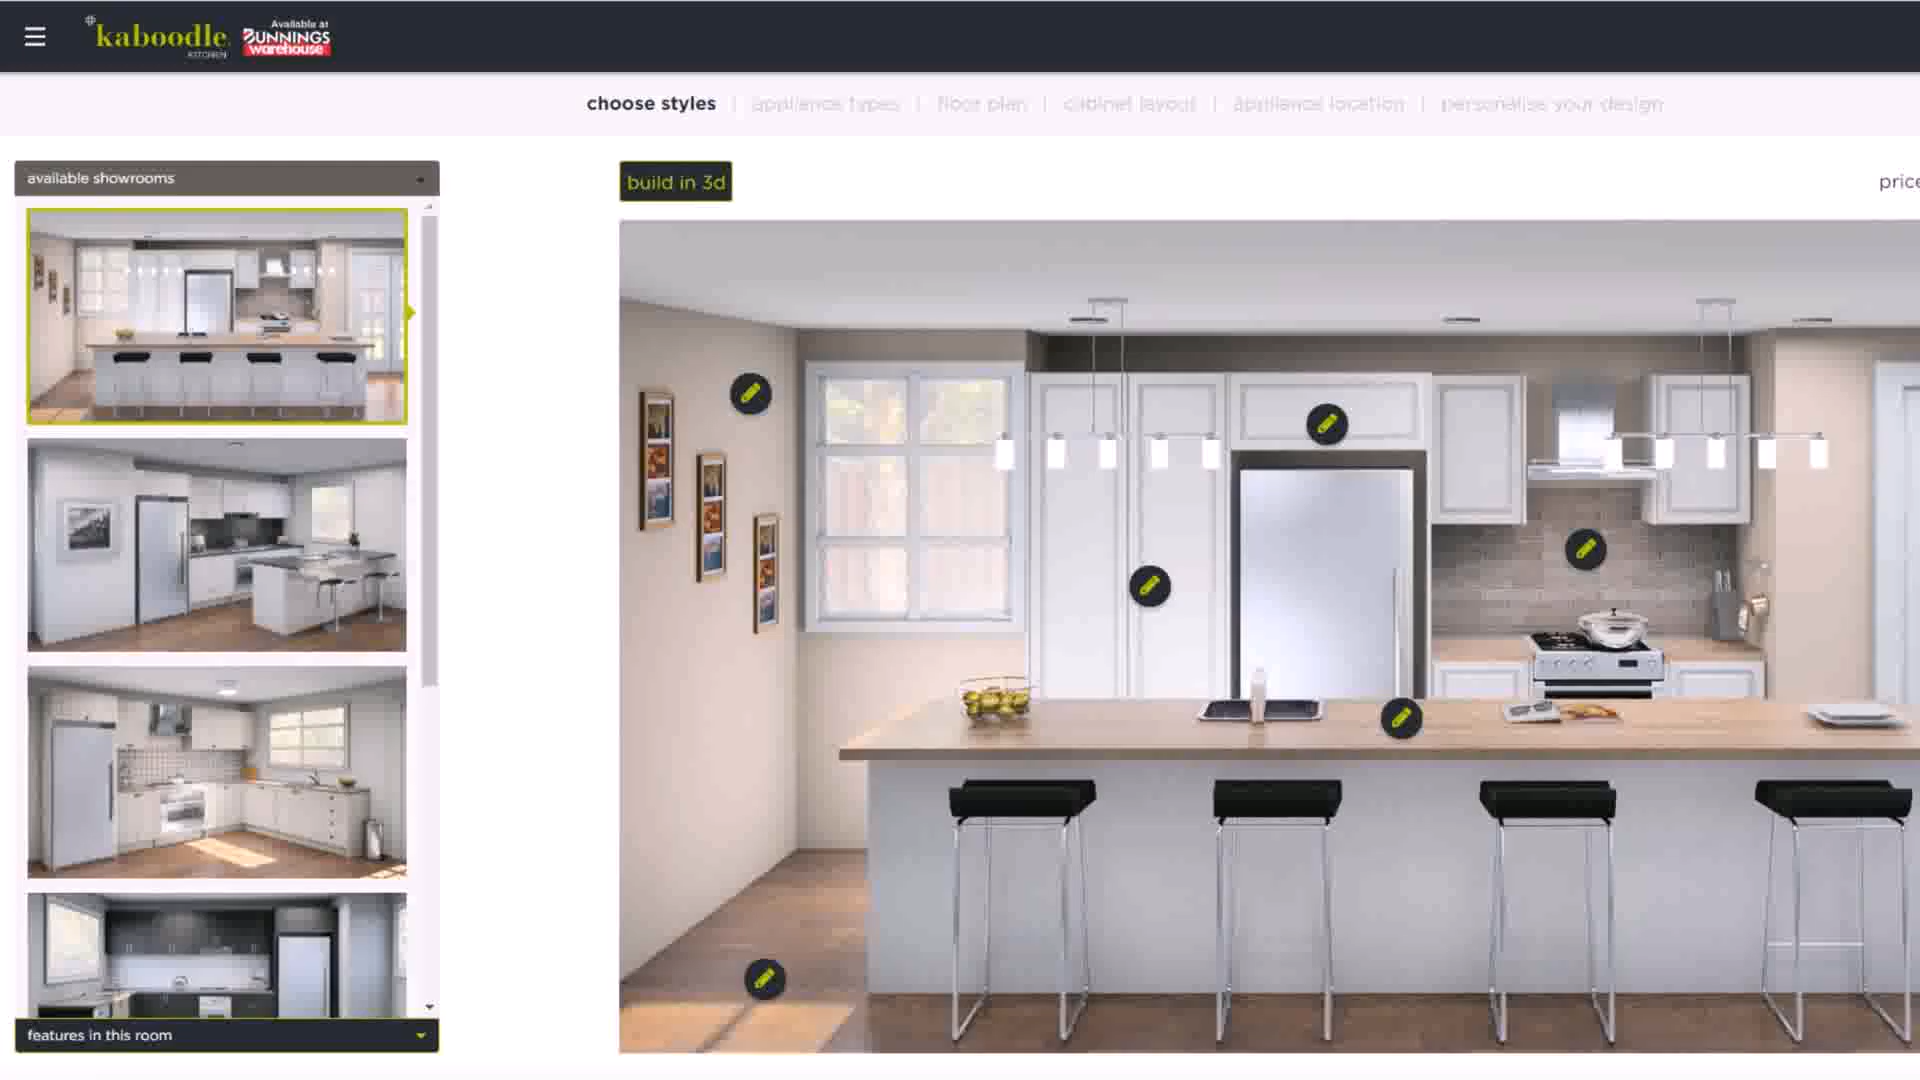 kaboodle
KITCHEN
Available at
BUNNINGS
warehouse
choose styles | appliance types | floor plan | cabinet layout | appliance location | personalise your design
available showrooms
build in 3d
price
features in this room